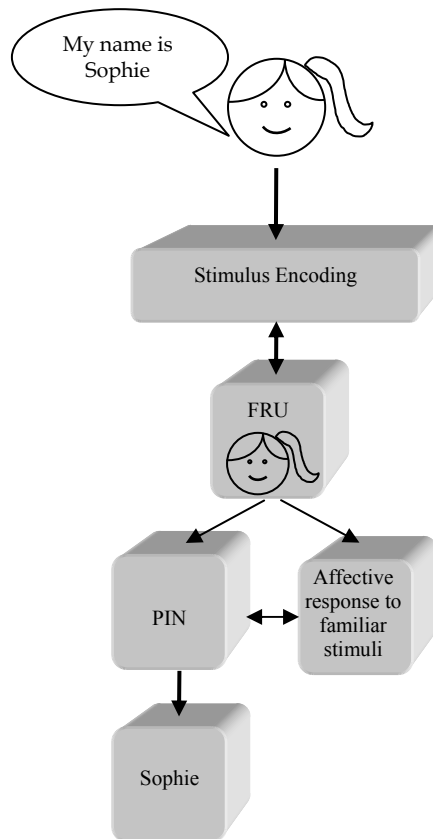 My name is
Sophie
Stimulus Encoding
FRU
PIN
Affective
response to
familiar
stimuli
Sophie